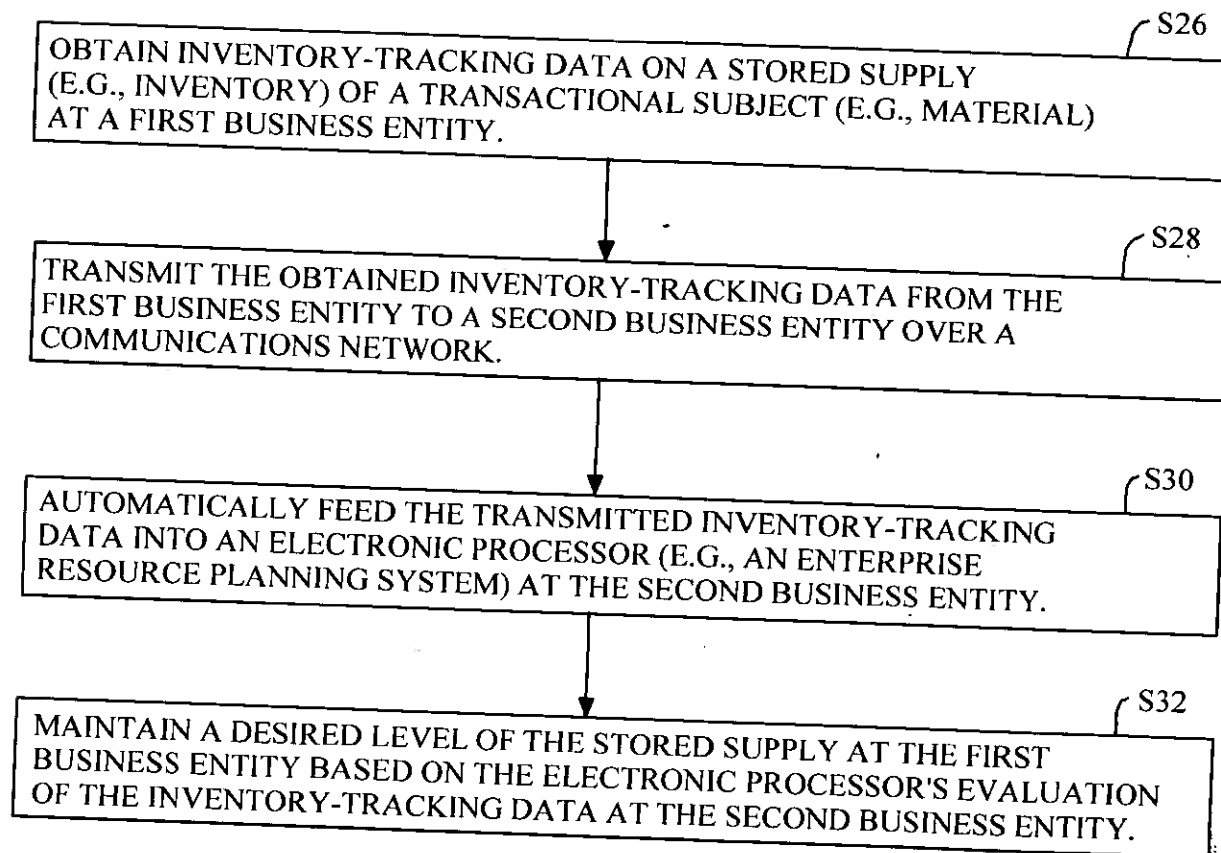 S26
OBTAIN INVENTORY-TRACKING DATA ON A STORED SUPPLY
(E.G., INVENTORY) OF A TRANSACTIONAL SUBJECT (E.G., MATERIAL)
AT A FIRST BUSINESS ENTITY.
S28
TRANSMIT THE OBTAINED INVENTORY-TRACKING DATA FROM THE
FIRST BUSINESS ENTITY TO A SECOND BUSINESS ENTITY OVER A
COMMUNICATIONS NETWORK.
S30
AUTOMATICALLY FEED THE TRANSMITTED INVENTORY-TRACKING
DATA INTO AN ELECTRONIC PROCESSOR (E.G., AN ENTERPRISE
RESOURCE PLANNING SYSTEM) AT THE SECOND BUSINESS ENTITY.
S32
MAINTAIN A DESIRED LEVEL OF THE STORED SUPPLY AT THE FIRST
BUSINESS ENTITY BASED ON THE ELECTRONIC PROCESSOR'S EVALUATION
OF THE INVENTORY-TRACKING DATA AT THE SECOND BUSINESS ENTITY.